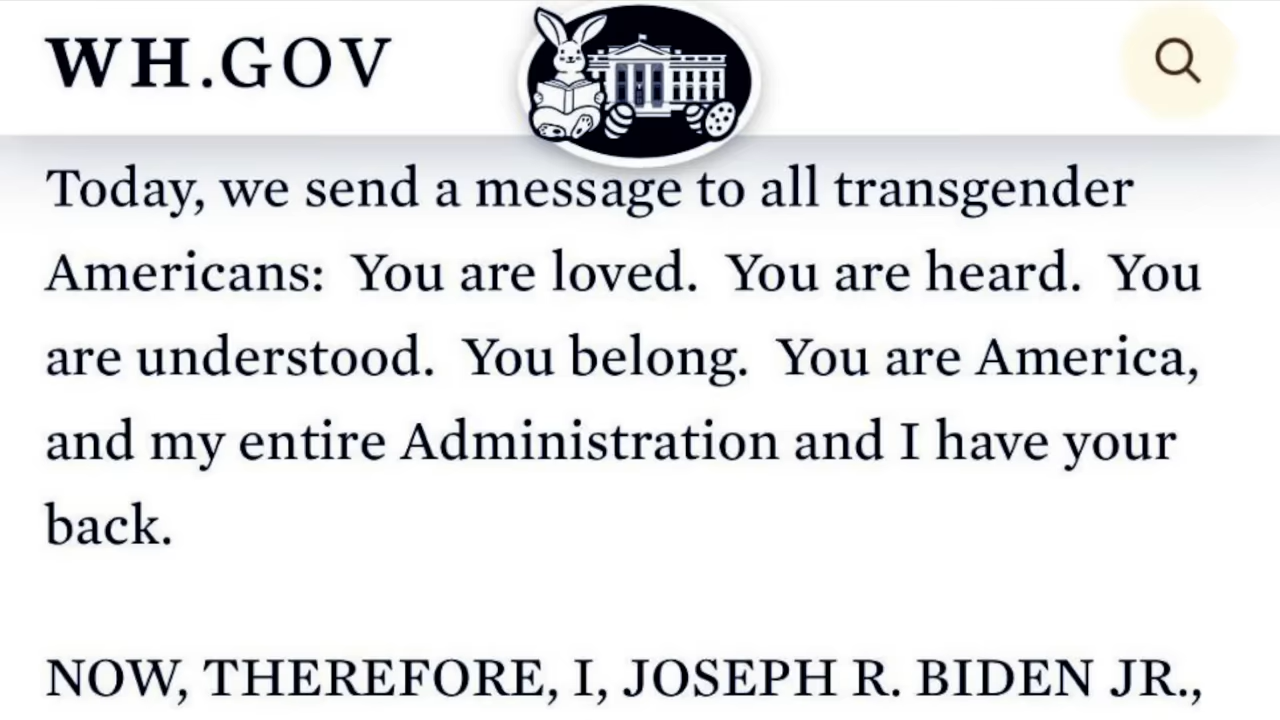 WH.GOV
Today, we send a message to all transgender
Americans:  You are loved.  You are heard.  You
are understood.  You belong.  You are America,
and my entire Administration and I have your
back.
NOW, THEREFORE, I, JOSEPH R. BIDEN JR.,